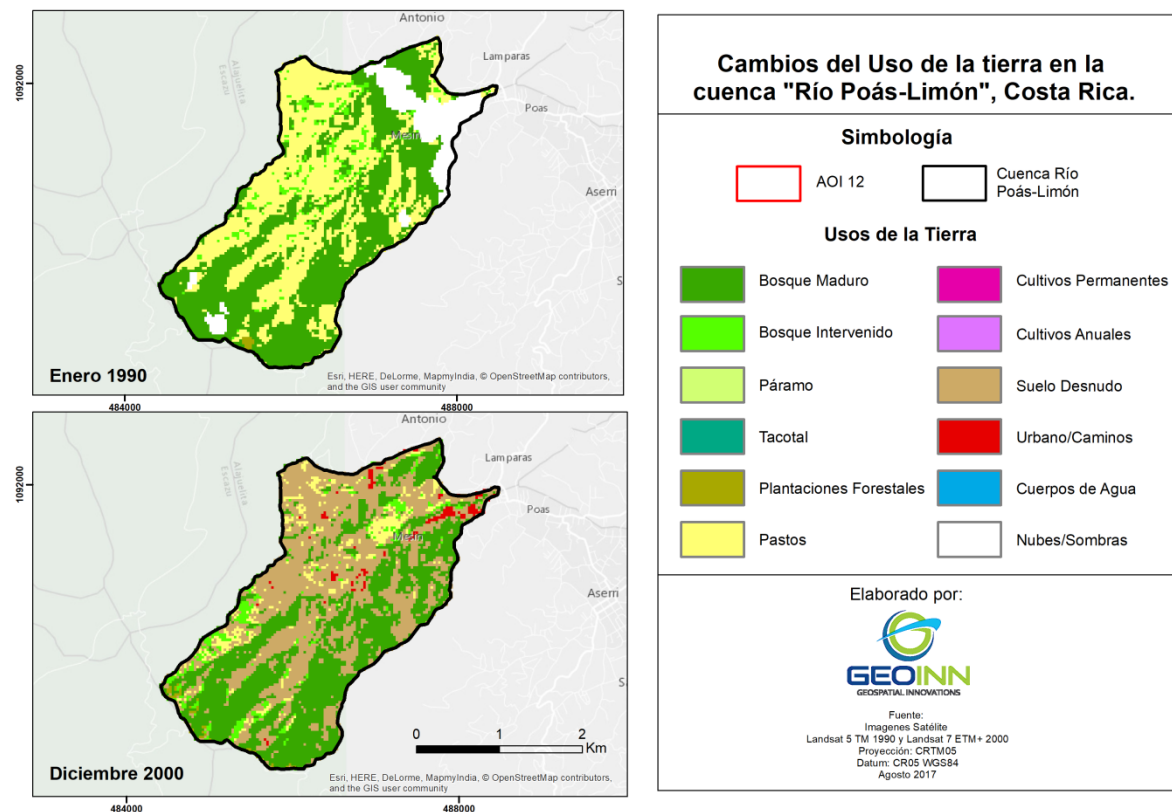 Antonio
Lamparas
Alajuelita
Escazu
Poas
Mesin
Aserri
S
1092000
Enero 1990
Esri, HERE, DeLorme, MapmyIndia, © OpenStreetMap contributors,
and the GIS user community
484000
488000
Antonio
Lamparas
Alajuelita
Escazu
Poas
Mesin
Aserri
1092000
0 1 2
Km
Diciembre 2000
Esri, HERE, DeLorme, MapmyIndia, © OpenStreetMap contributors,
and the GIS user community
484000
488000
Cambios del Uso de la tierra en la
cuenca "Río Poás-Limón", Costa Rica.
Simbología
AOI 12
Cuenca Río
Poás-Limón
Usos de la Tierra
Bosque Maduro
Cultivos Permanentes
Bosque Intervenido
Cultivos Anuales
Páramo
Suelo Desnudo
Tacotal
Urbano/Caminos
Plantaciones Forestales
Cuerpos de Agua
Pastos
Nubes/Sombras
Elaborado por:
GEOINN
GEOSPATIAL INNOVATIONS
Fuente:
Imagenes Satélite
Landsat 5 TM 1990 y Landsat 7 ETM+ 2000
Proyección: CRTM05
Datum: CR05 WGS84
Agosto 2017